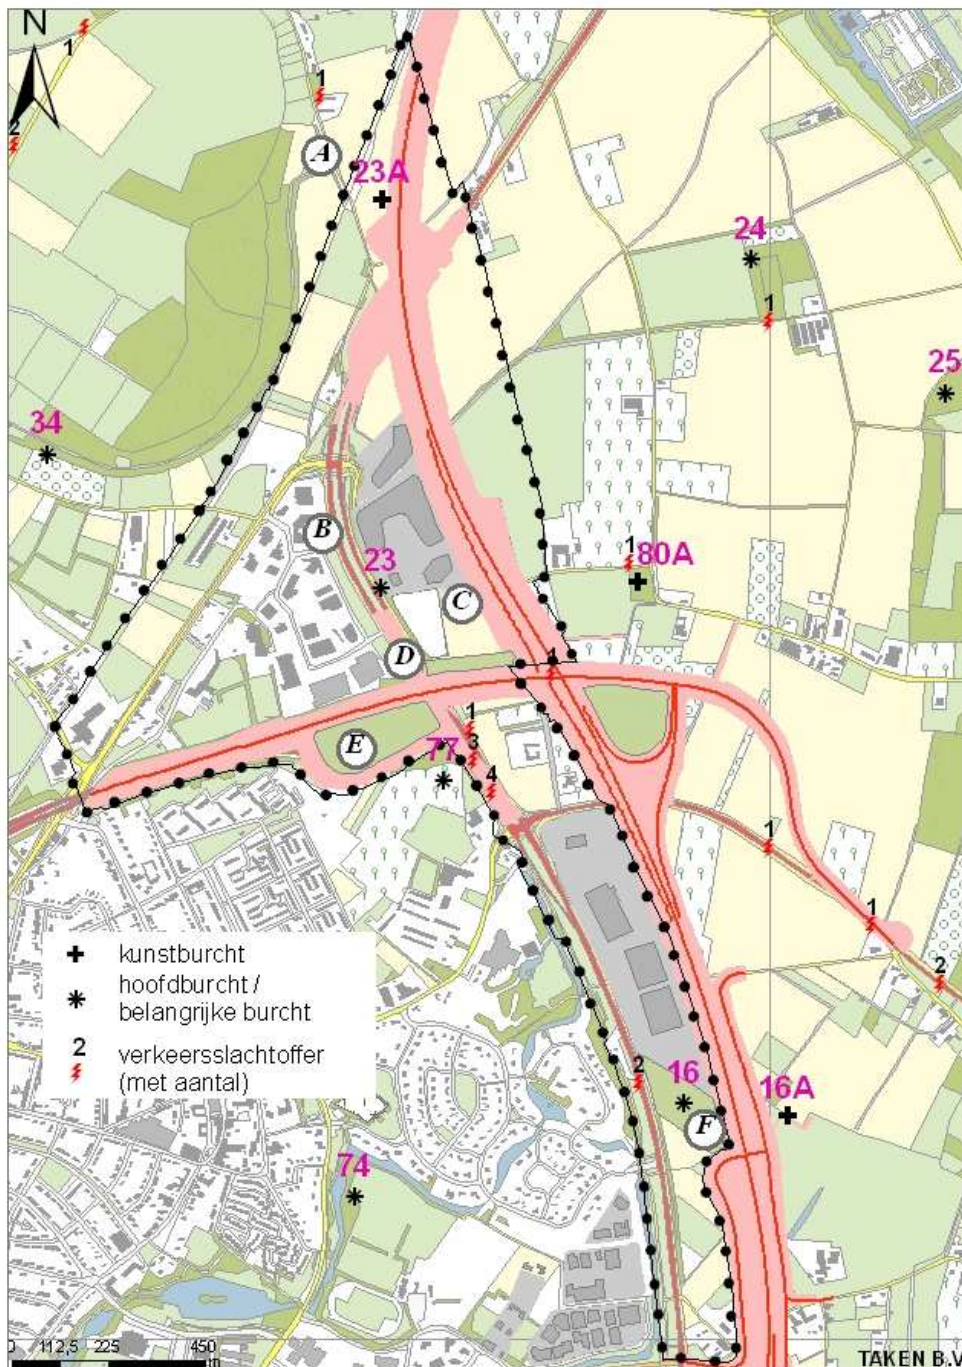 N
1
1
2
A
23A
24
1
25
34
B
1
80A
23
C
D
1
1
E
3
77
4
1
1
2
kunstburcht
hoofdburcht /
belangrijke burcht
2 verkeersslachtoffer
(met aantal)
2
16
16A
F
74
0 112,5 225 450
m
TAKEN B.V